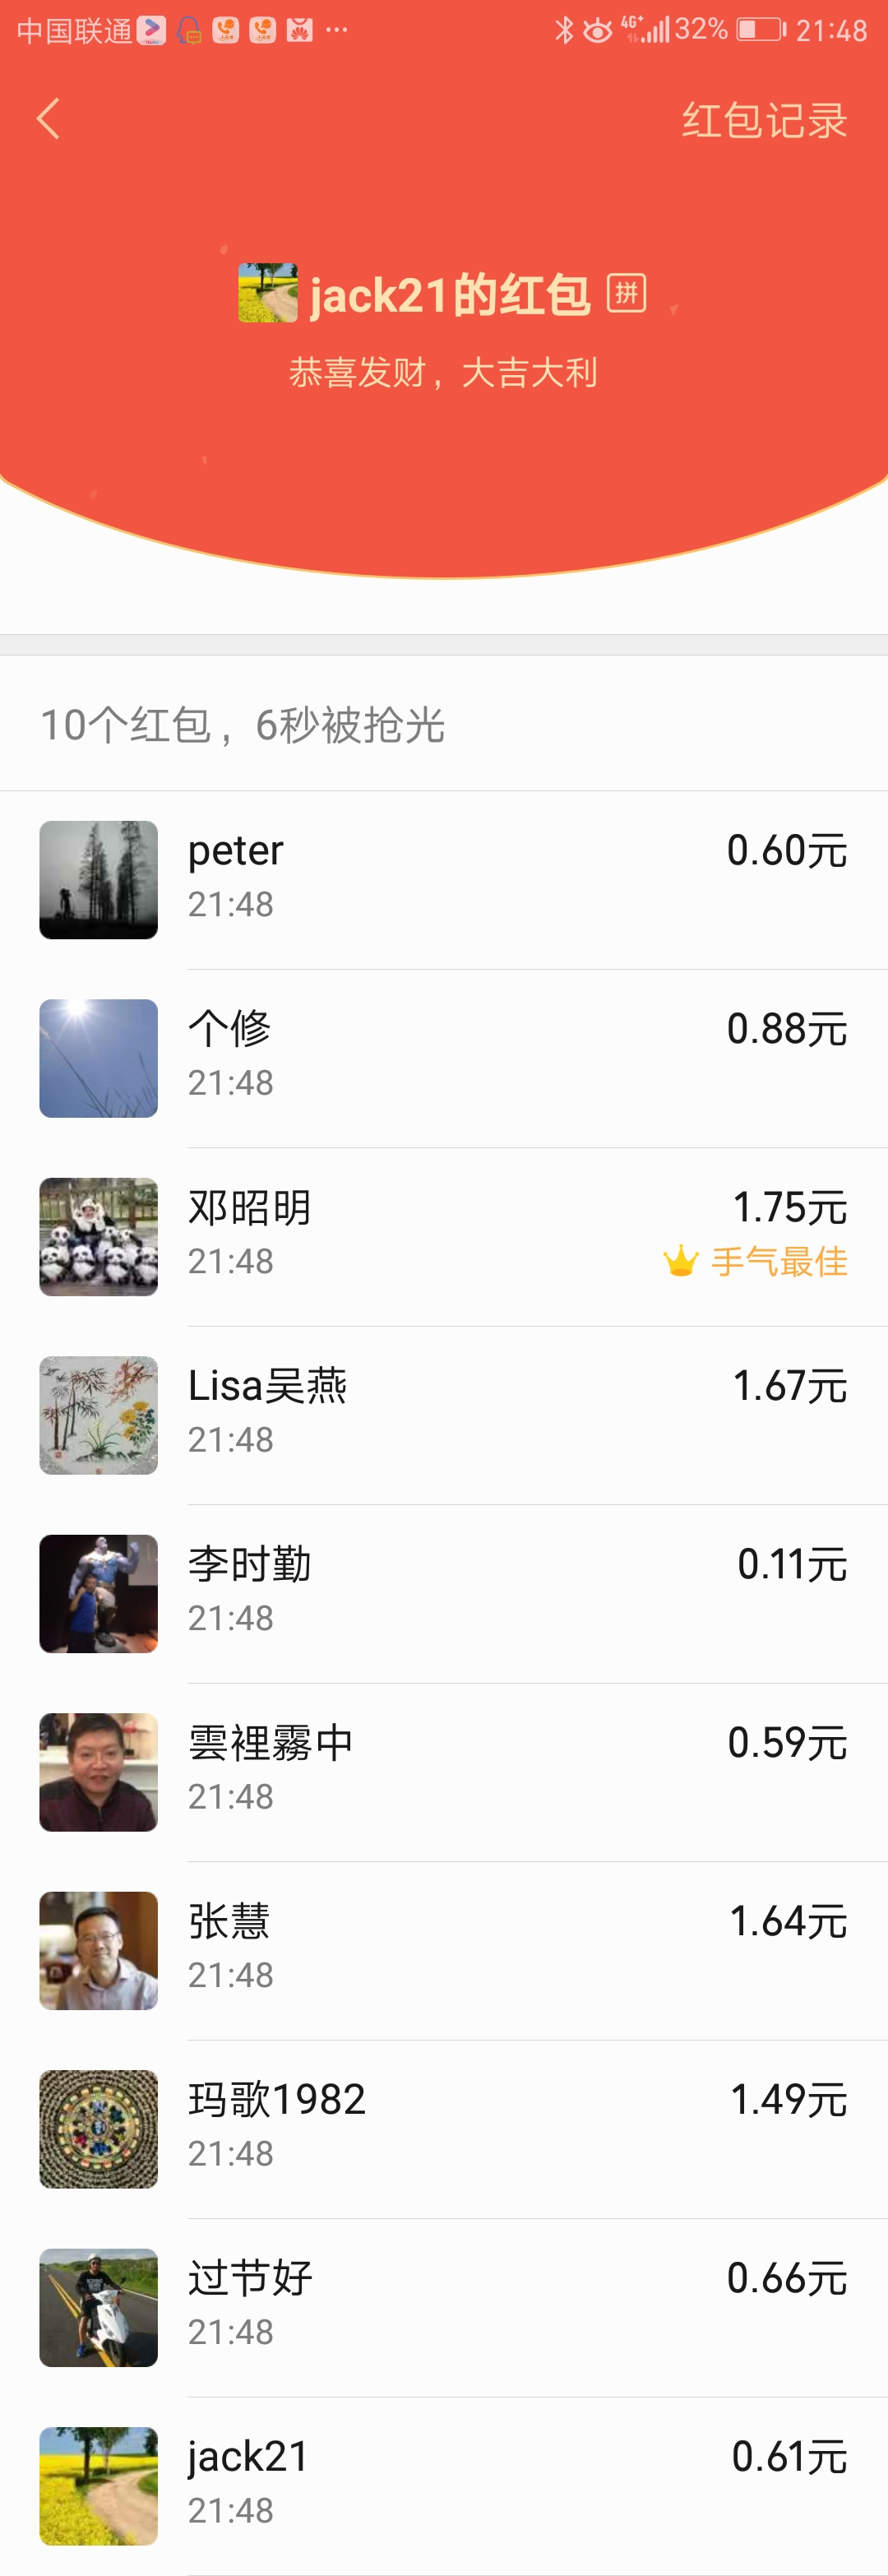 中国联通 4G+ 32% 21:48
红包记录
jack21的红包 拼
恭喜发财，大吉大利
10个红包，6秒被抢光
peter 0.60元
21:48
个修 0.88元
21:48
邓昭明 1.75元
21:48 手气最佳
Lisa吴燕 1.67元
21:48
李时勤 0.11元
21:48
雲裡霧中 0.59元
21:48
张慧 1.64元
21:48
玛歌1982 1.49元
21:48
过节好 0.66元
21:48
jack21 0.61元
21:48